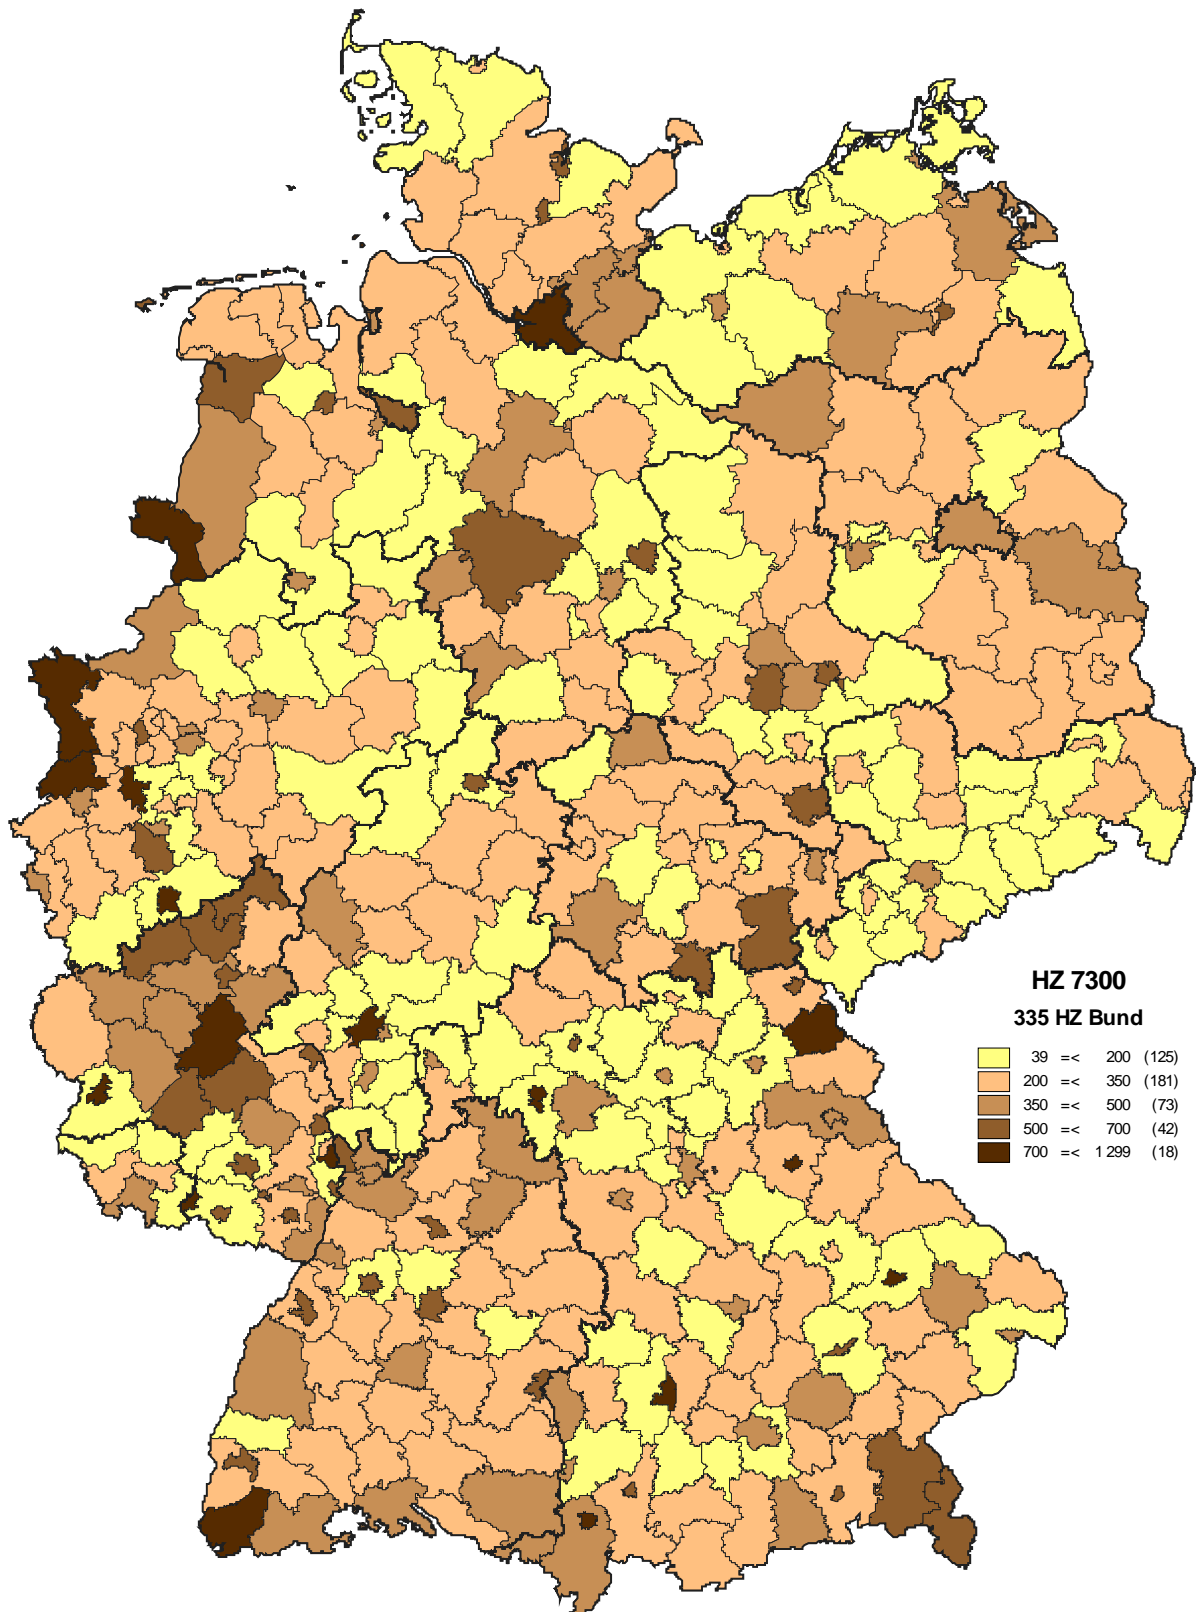 HZ 7300
335 HZ Bund
39 =< 200 (125)
200 =< 350 (181)
350 =< 500 (73)
500 =< 700 (42)
700 =< 1 299 (18)